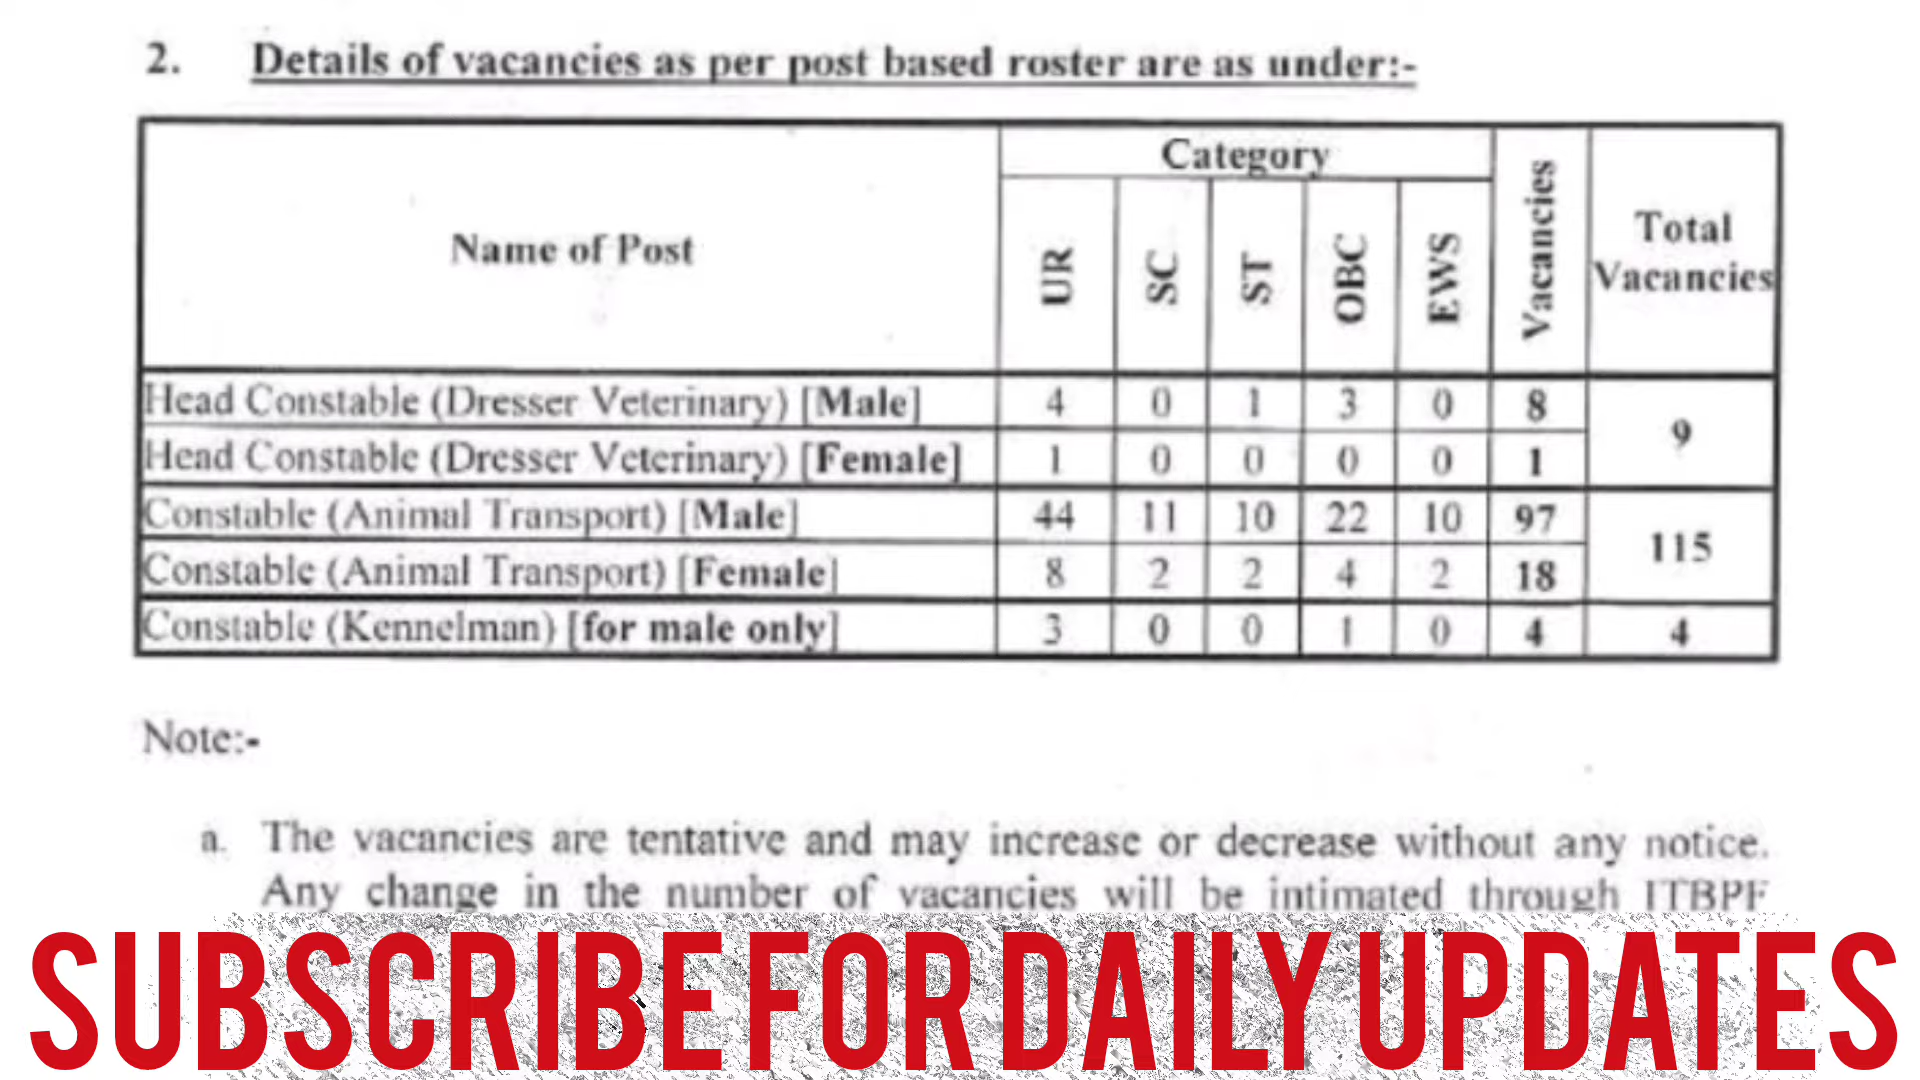 2. Details of vacancies as per post based roster are as under:-
Name of Post
Category
UR SC ST OBC EWS
Vacancies
Total
Vacancies
Head Constable (Dresser Veterinary) [Male] 4 0 1 3 0 8
9
Head Constable (Dresser Veterinary) [Female] 1 0 0 0 0 1
Constable (Animal Transport) [Male] 44 11 10 22 10 97
115
Constable (Animal Transport) [Female] 8 2 2 4 2 18
Constable (Kennelman) [for male only] 3 0 0 1 0 4 4
Note:-
a. The vacancies are tentative and may increase or decrease without any notice.
Any change in the number of vacancies will be intimated through ITBPF
SUBSCRIBE FOR DAILY UPDATES